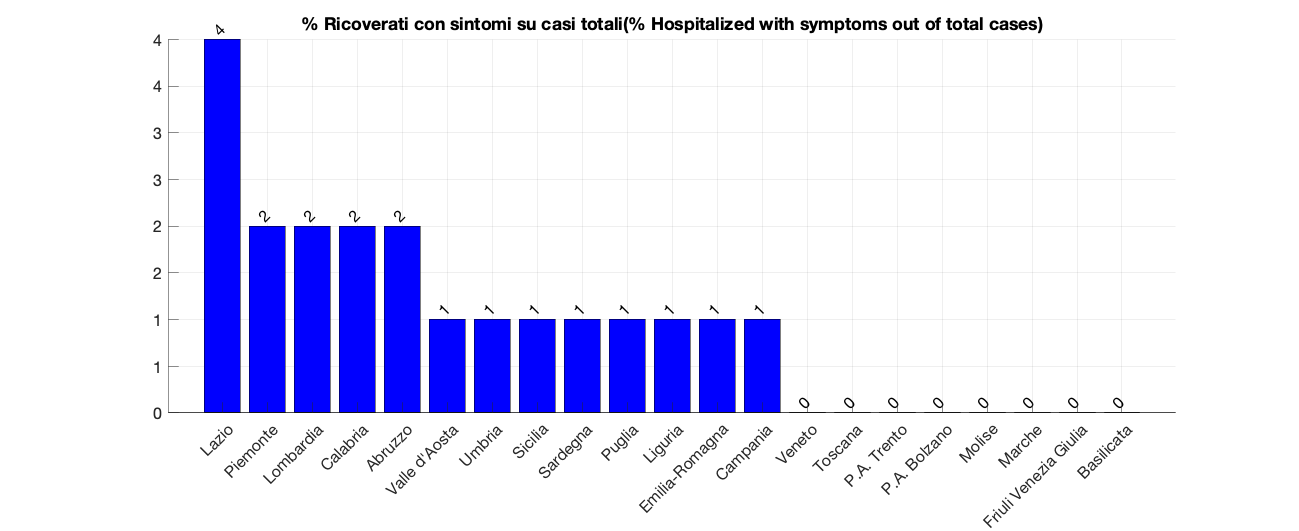 % Ricoverati con sintomi su casi totali(% Hospitalized with symptoms out of total cases)
4
4
3
3
2
2
1
1
0
4
2
2
2
2
1
1
1
1
1
1
1
1
0
0
0
0
0
0
0
0
Lazio
Piemonte
Lombardia
Calabria
Abruzzo
Valle d'Aosta
Umbria
Sicilia
Sardegna
Puglia
Liguria
Emilia-Romagna
Campania
Veneto
Toscana
P.A. Trento
P.A. Bolzano
Molise
Marche
Friuli Venezia Giulia
Basilicata